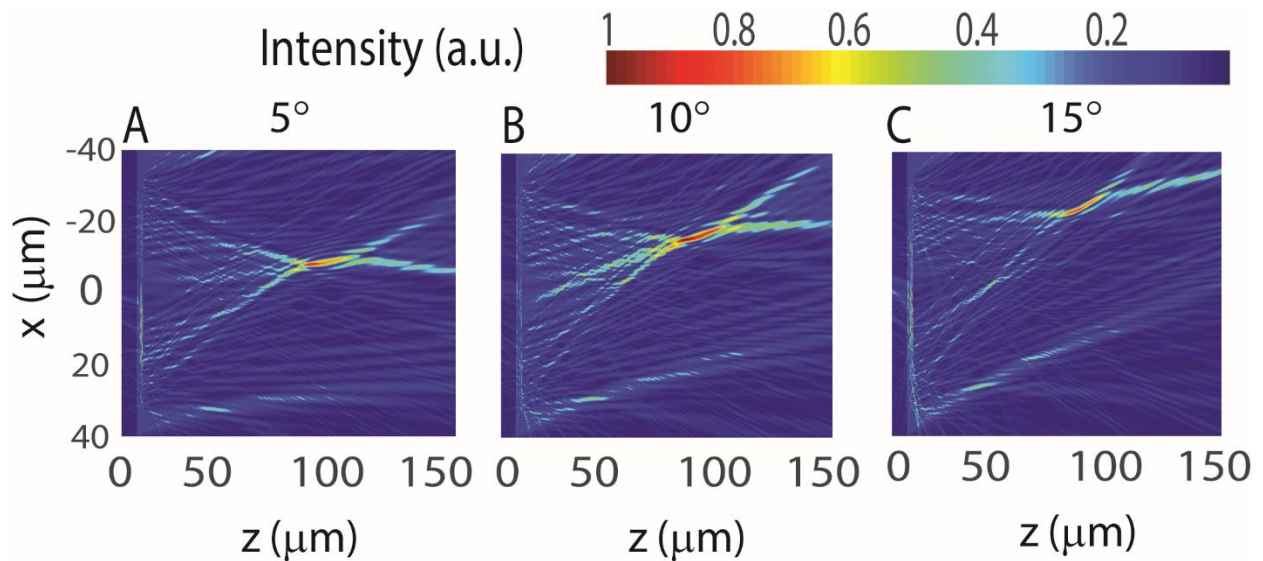 Intensity (a.u.)
1 0.8 0.6 0.4 0.2
A 5° B 10° C 15°
x (μm)
-40
-20
0
20
40
0 50 100 150 0 50 100 150 0 50 100 150
z (μm) z (μm) z (μm)